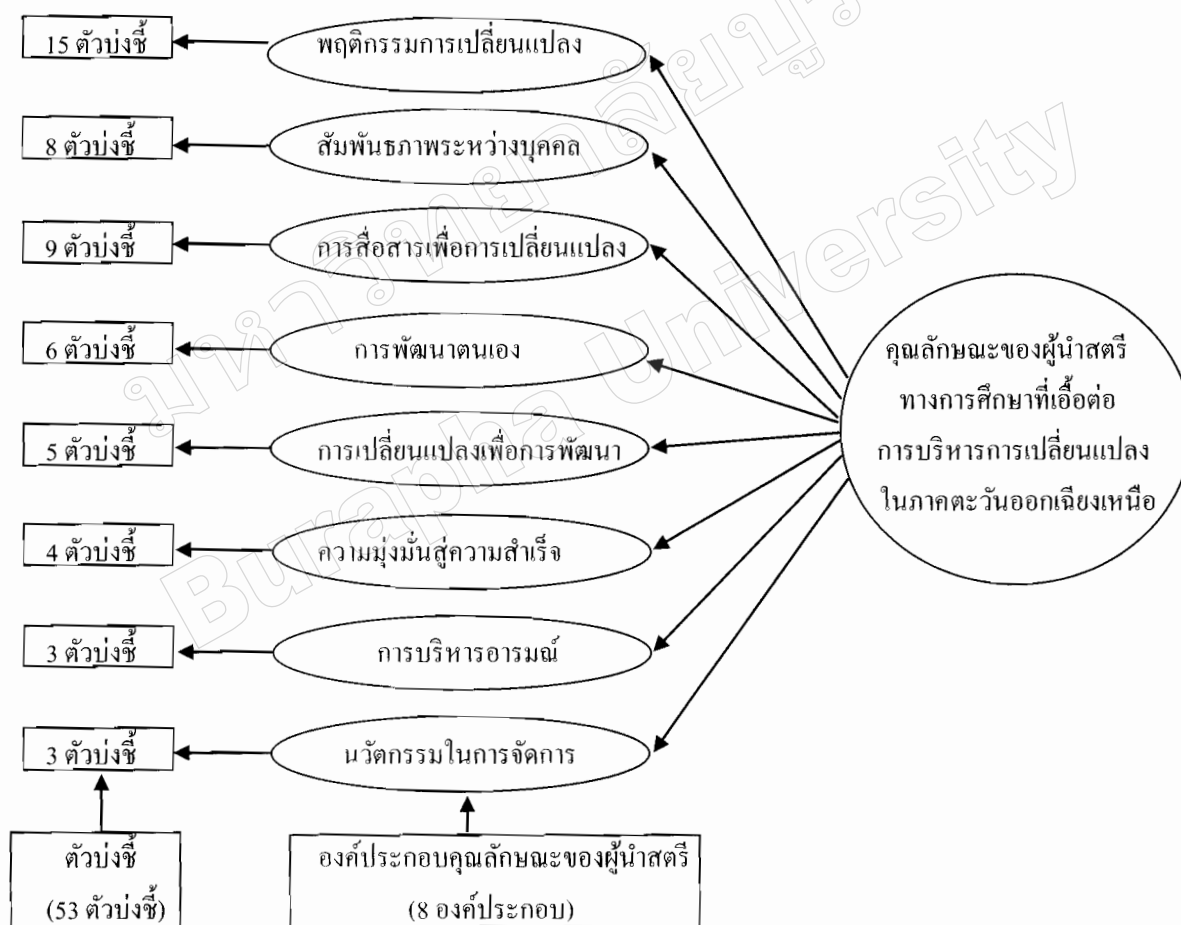 15 ตัวบ่งชี้
พฤติกรรมการเปลี่ยนแปลง
8 ตัวบ่งชี้
สัมพันธภาพระหว่างบุคคล
9 ตัวบ่งชี้
การสื่อสารเพื่อการเปลี่ยนแปลง
6 ตัวบ่งชี้
การพัฒนาตนเอง
5 ตัวบ่งชี้
การเปลี่ยนแปลงเพื่อการพัฒนา
4 ตัวบ่งชี้
ความมุ่งมั่นสู่ความสำเร็จ
3 ตัวบ่งชี้
การบริหารอารมณ์
3 ตัวบ่งชี้
นวัตกรรมในการจัดการ
คุณลักษณะของผู้นำสตรี
ทางการศึกษาที่เอื้อต่อ
การบริหารการเปลี่ยนแปลง
ในภาคตะวันออกเฉียงเหนือ
ตัวบ่งชี้
(53 ตัวบ่งชี้)
องค์ประกอบคุณลักษณะของผู้นำสตรี
(8 องค์ประกอบ)
มหาวิทยาลัยบูร
Burapha University